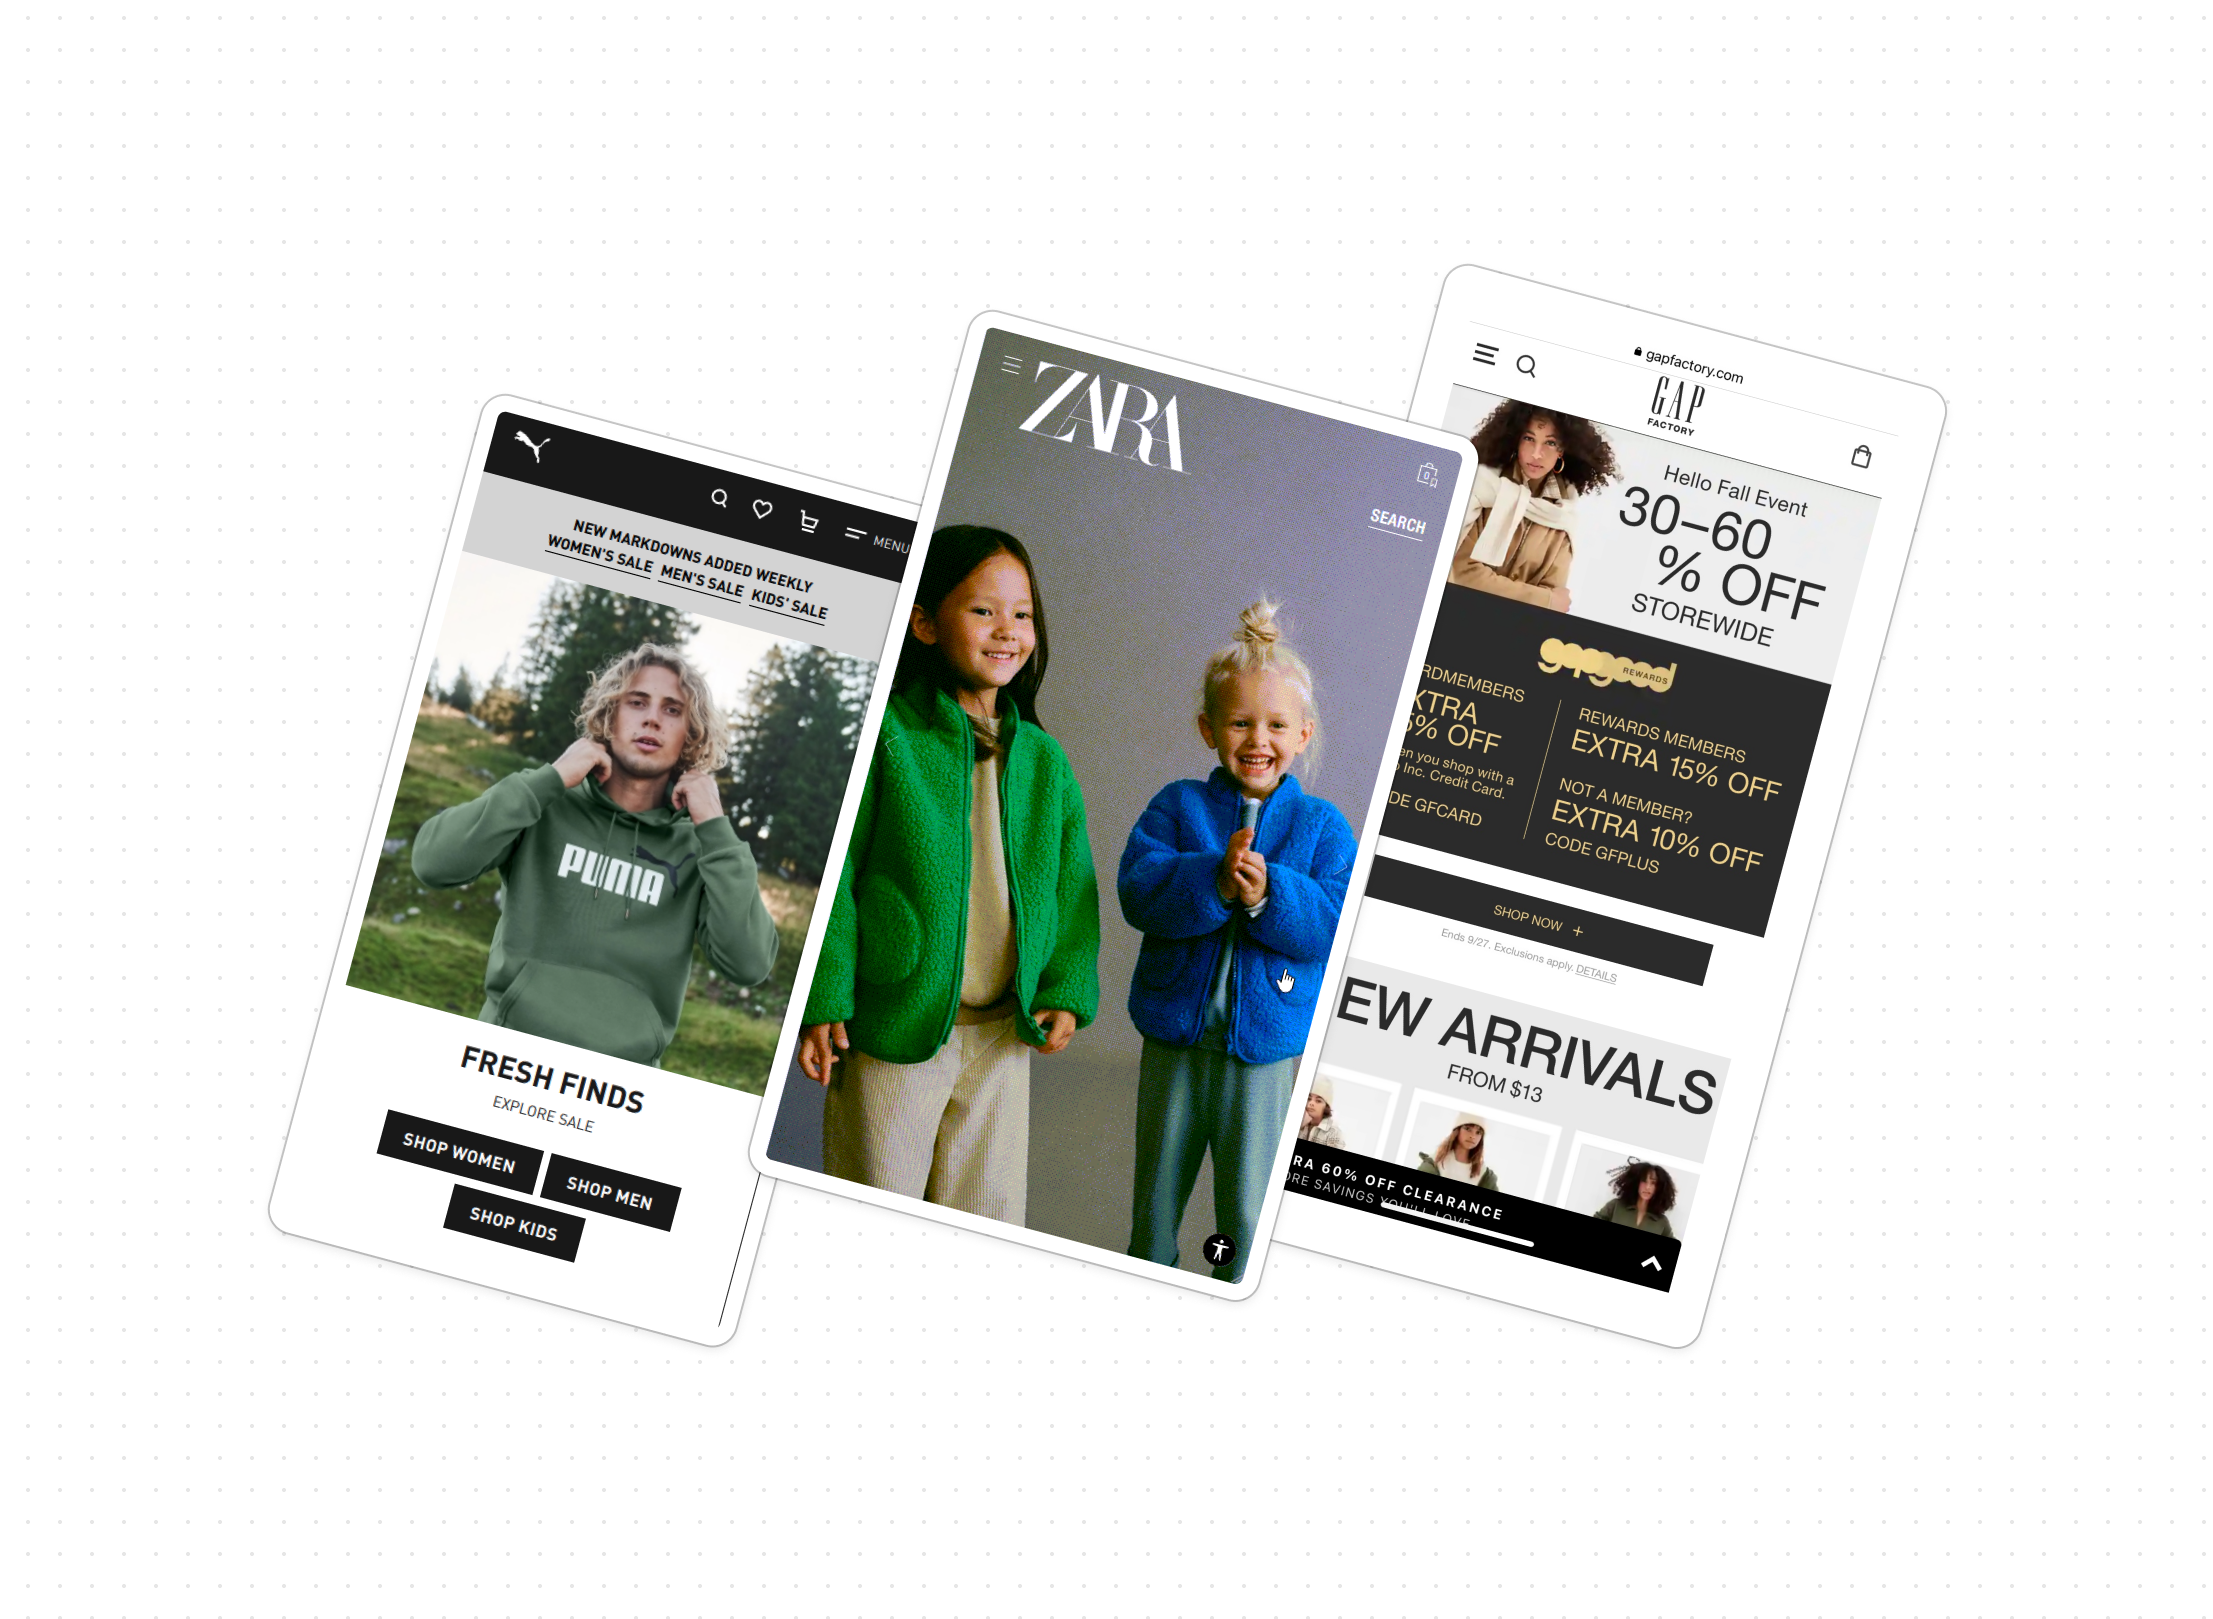 MENU
NEW MARKDOWNS ADDED WEEKLY
WOMEN'S SALE MEN'S SALE KIDS' SALE
PUMA
FRESH FINDS
EXPLORE SALE
SHOP WOMEN
SHOP MEN
SHOP KIDS
ZARA
0
SEARCH
gapfactory.com
GAP
FACTORY
Hello Fall Event
30–60
% OFF
STOREWIDE
gapgood
REWARDS
RDMEMBERS
XTRA
5% OFF
en you shop with a
Inc. Credit Card.
DE GFCARD
REWARDS MEMBERS
EXTRA 15% OFF
NOT A MEMBER?
EXTRA 10% OFF
CODE GFPLUS
SHOP NOW +
Ends 9/27. Exclusions apply. DETAILS
EW ARRIVALS
FROM $13
RA 60% OFF CLEARANCE
ORE SAVINGS YOU'LL LOVE